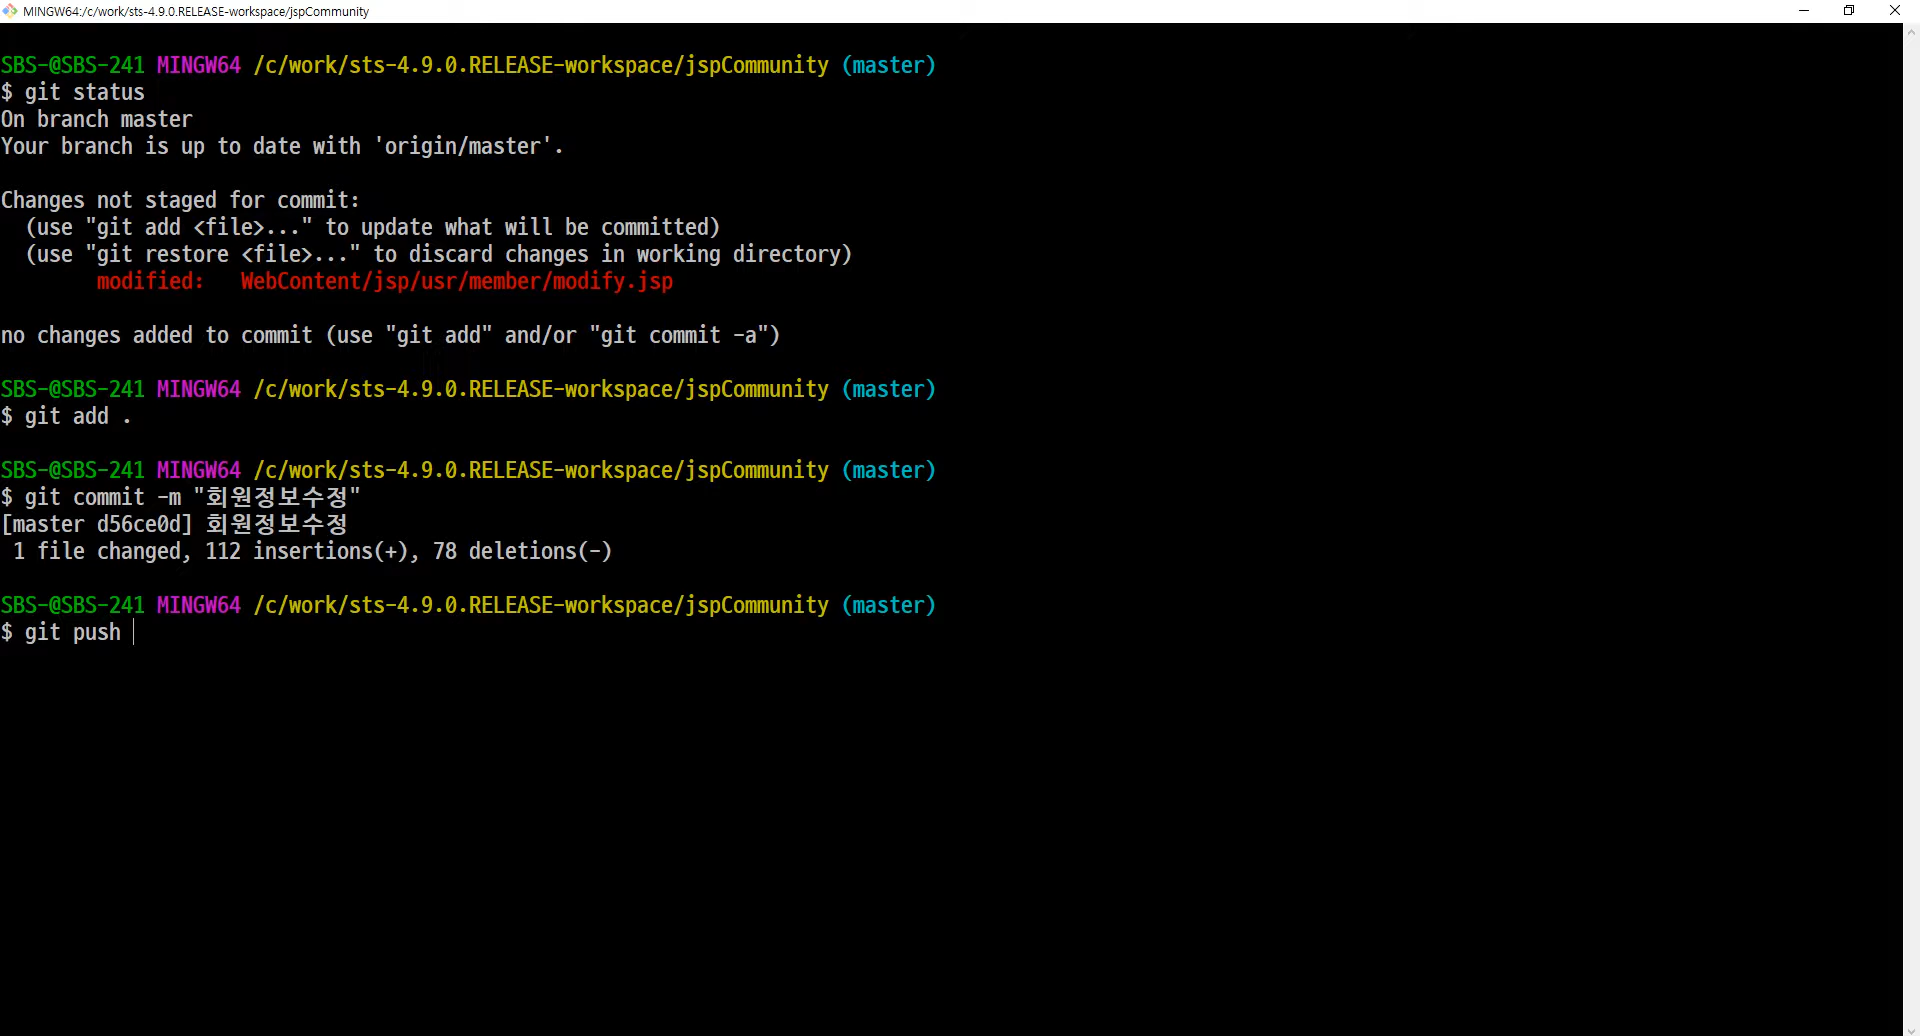 MINGW64:/c/work/sts-4.9.0.RELEASE-workspace/jspCommunity
SBS-@SBS-241 MINGW64 /c/work/sts-4.9.0.RELEASE-workspace/jspCommunity (master)
$ git status
On branch master
Your branch is up to date with 'origin/master'.
Changes not staged for commit:
(use "git add <file>..." to update what will be committed)
(use "git restore <file>..." to discard changes in working directory)
modified: WebContent/jsp/usr/member/modify.jsp
no changes added to commit (use "git add" and/or "git commit -a")
SBS-@SBS-241 MINGW64 /c/work/sts-4.9.0.RELEASE-workspace/jspCommunity (master)
$ git add .
SBS-@SBS-241 MINGW64 /c/work/sts-4.9.0.RELEASE-workspace/jspCommunity (master)
$ git commit -m "회원정보수정"
[master d56ce0d] 회원정보수정
1 file changed, 112 insertions(+), 78 deletions(-)
SBS-@SBS-241 MINGW64 /c/work/sts-4.9.0.RELEASE-workspace/jspCommunity (master)
$ git push